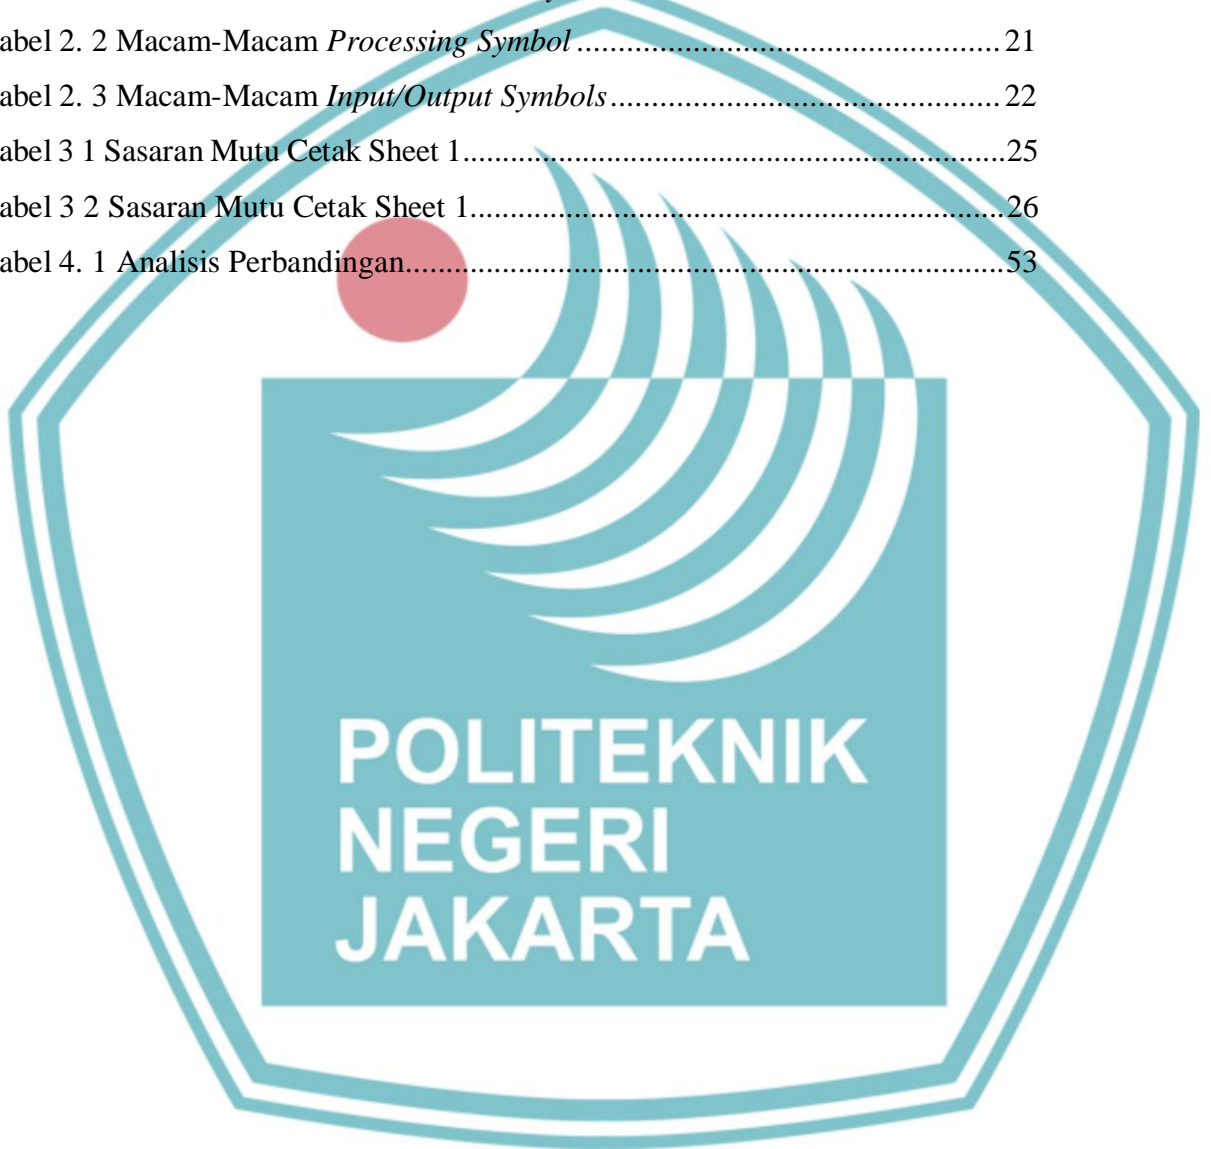 abel 2. 2 Macam-Macam Processing Symbol .................................................... 21
abel 2. 3 Macam-Macam Input/Output Symbols ................................................ 22
abel 3 1 Sasaran Mutu Cetak Sheet 1 ................................................................. 25
abel 3 2 Sasaran Mutu Cetak Sheet 1 ................................................................. 26
abel 4. 1 Analisis Perbandingan ......................................................................... 53
POLITEKNIK
NEGERI
JAKARTA